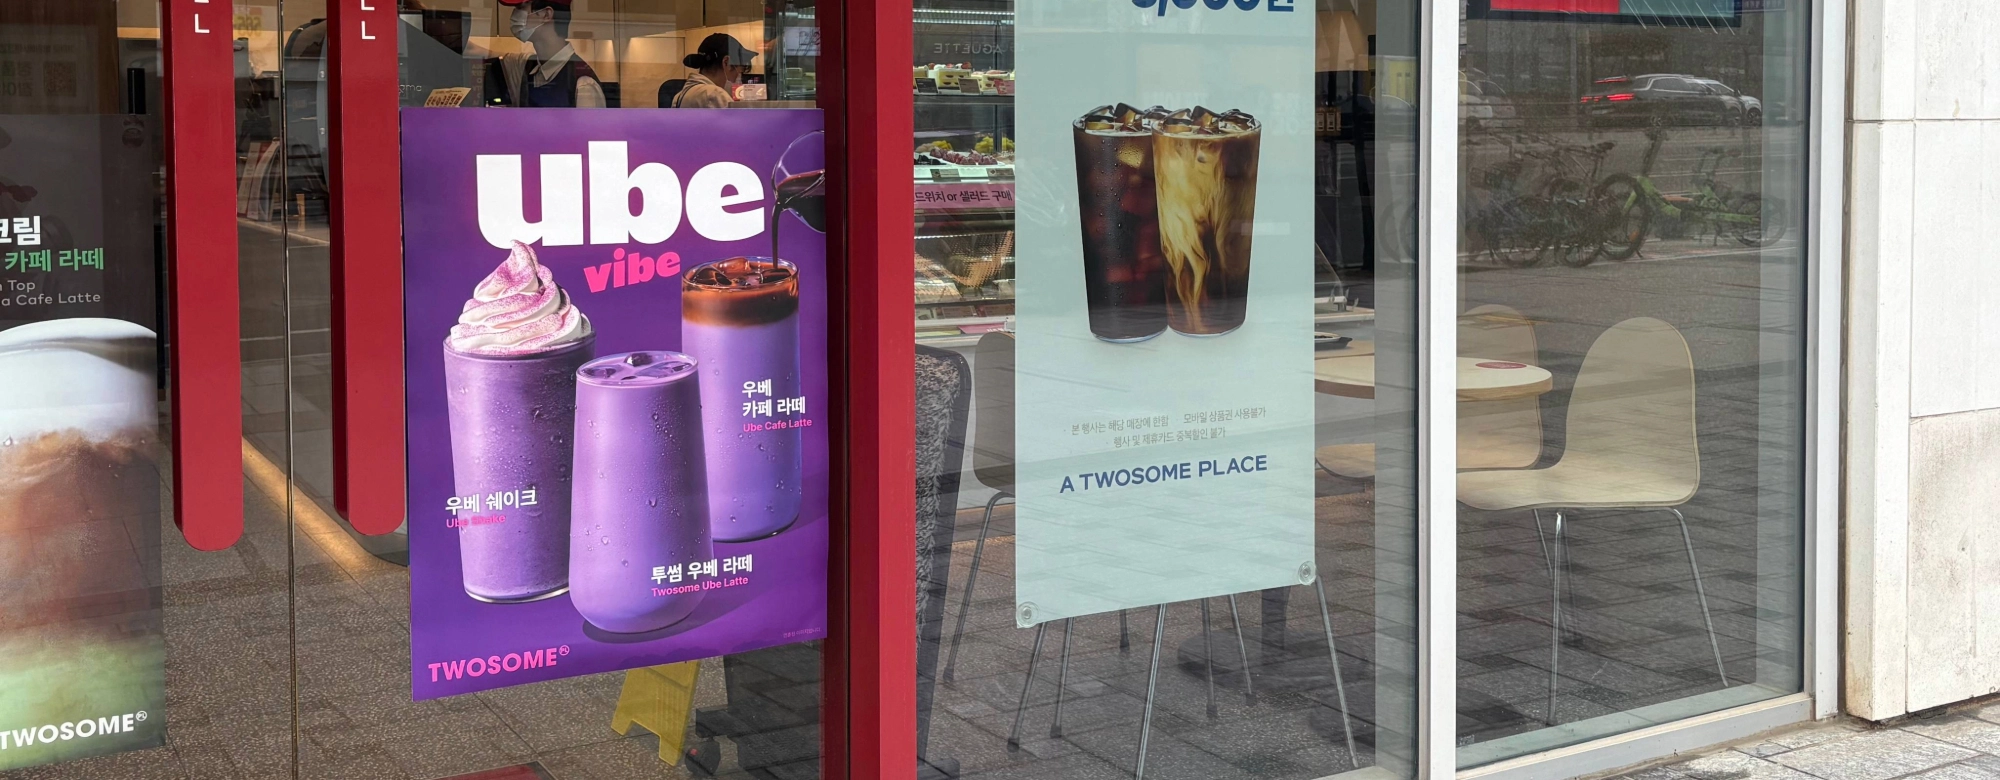 크림
카페 라떼
Top
Cafe Latte
TWOSOME
ube
vibe
우베
카페 라떼
Ube Cafe Latte
우베 쉐이크
Ube Shake
투썸 우베 라떼
Twosome Ube Latte
TWOSOME
드위치 or 샐러드 구매
본 행사는 해당 매장에 한함 · 모바일 상품권 사용불가
· 행사 및 제휴카드 중복할인 불가
A TWOSOME PLACE